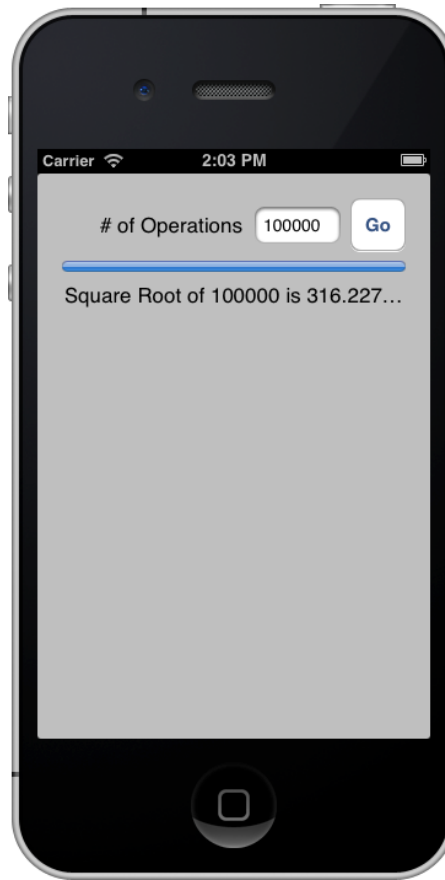 Carrier 2:03 PM
# of Operations 100000 Go
Square Root of 100000 is 316.227...